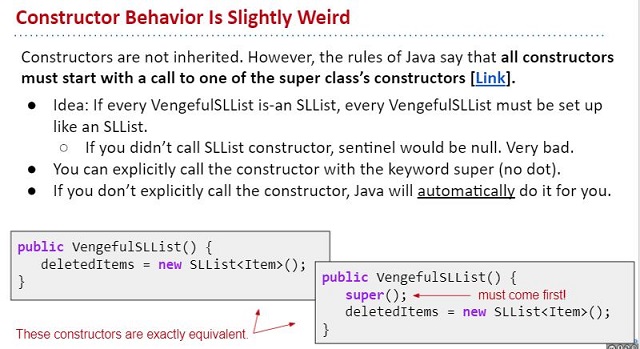 Constructor Behavior Is Slightly Weird
Constructors are not inherited. However, the rules of Java say that all constructors
must start with a call to one of the super class's constructors [Link].
● Idea: If every VengefulSLList is-an SLList, every VengefulSLList must be set up
like an SLList.
○ If you didn't call SLList constructor, sentinel would be null. Very bad.
● You can explicitly call the constructor with the keyword super (no dot).
● If you don't explicitly call the constructor, Java will automatically do it for you.
public VengefulSLList() {
deletedItems = new SLList<Item>();
}
public VengefulSLList() {
super(); must come first!
deletedItems = new SLList<Item>();
}
These constructors are exactly equivalent.